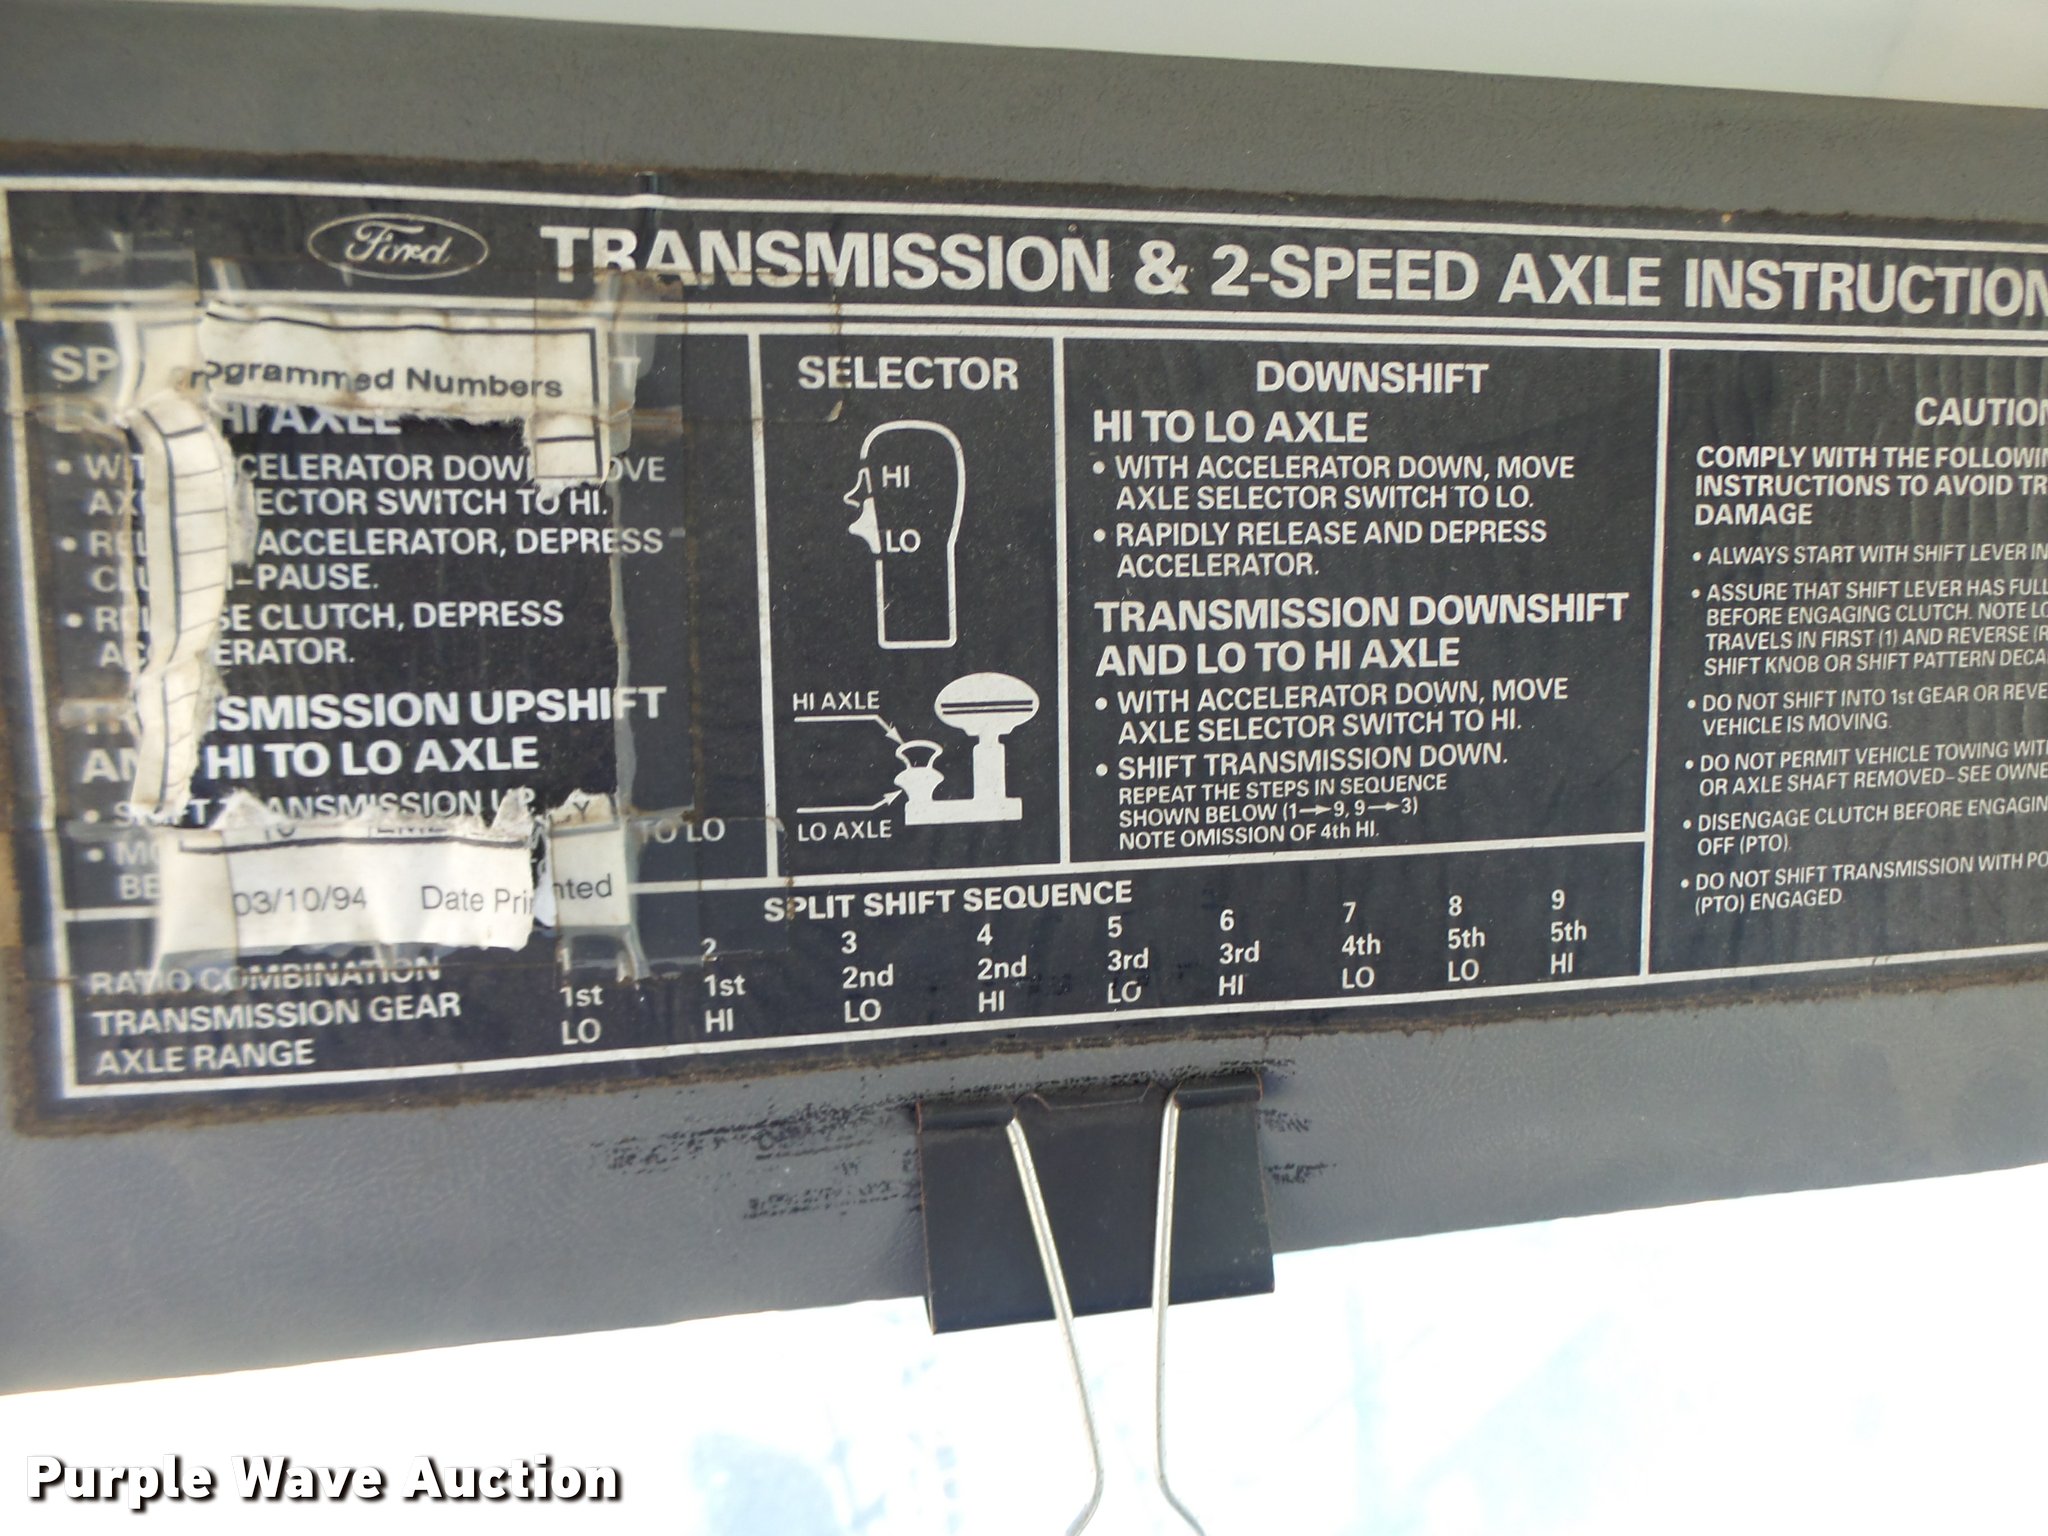 Ford TRANSMISSION & 2-SPEED AXLE INSTRUCTION
ogrammed Numbers
HI AXLE
• CELERATOR DOWN, MOVE
AX ECTOR SWITCH TO HI.
• ACCELERATOR, DEPRESS
PAUSE.
• SE CLUTCH, DEPRESS
ERATOR.
TRANSMISSION UPSHIFT
AND HI TO LO AXLE
• SHIFT TRANSMISSION UP
• TO LO
BE
03/10/94 Date Printed
SELECTOR
HI
LO
HI AXLE
LO AXLE
DOWNSHIFT
HI TO LO AXLE
• WITH ACCELERATOR DOWN, MOVE
AXLE SELECTOR SWITCH TO LO.
• RAPIDLY RELEASE AND DEPRESS
ACCELERATOR.
TRANSMISSION DOWNSHIFT
AND LO TO HI AXLE
• WITH ACCELERATOR DOWN, MOVE
AXLE SELECTOR SWITCH TO HI.
• SHIFT TRANSMISSION DOWN.
REPEAT THE STEPS IN SEQUENCE
SHOWN BELOW (1→9, 9→3)
NOTE OMISSION OF 4th HI.
CAUTION
COMPLY WITH THE FOLLOWIN
INSTRUCTIONS TO AVOID TR
DAMAGE
• ALWAYS START WITH SHIFT LEVER IN
• ASSURE THAT SHIFT LEVER HAS FULL
BEFORE ENGAGING CLUTCH. NOTE LO
TRAVELS IN FIRST (1) AND REVERSE (R
SHIFT KNOB OR SHIFT PATTERN DECA
• DO NOT SHIFT INTO 1st GEAR OR REVE
VEHICLE IS MOVING.
• DO NOT PERMIT VEHICLE TOWING WIT
OR AXLE SHAFT REMOVED–SEE OWNE
• DISENGAGE CLUTCH BEFORE ENGAGIN
OFF (PTO).
• DO NOT SHIFT TRANSMISSION WITH PO
(PTO) ENGAGED
SPLIT SHIFT SEQUENCE
RATIO COMBINATION 1 2 3 4 5 6 7 8 9
TRANSMISSION GEAR 1st 1st 2nd 2nd 3rd 3rd 4th 5th 5th
AXLE RANGE LO HI LO HI LO HI LO LO HI
Purple Wave Auction